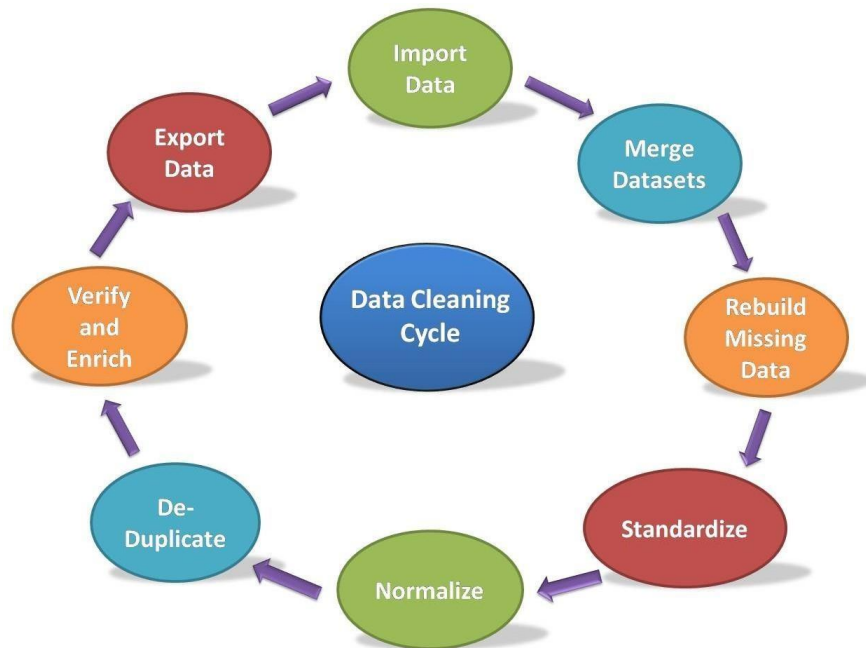 Import
Data
Merge
Datasets
Rebuild
Missing
Data
Standardize
Normalize
De-
Duplicate
Verify
and
Enrich
Export
Data
Data Cleaning
Cycle